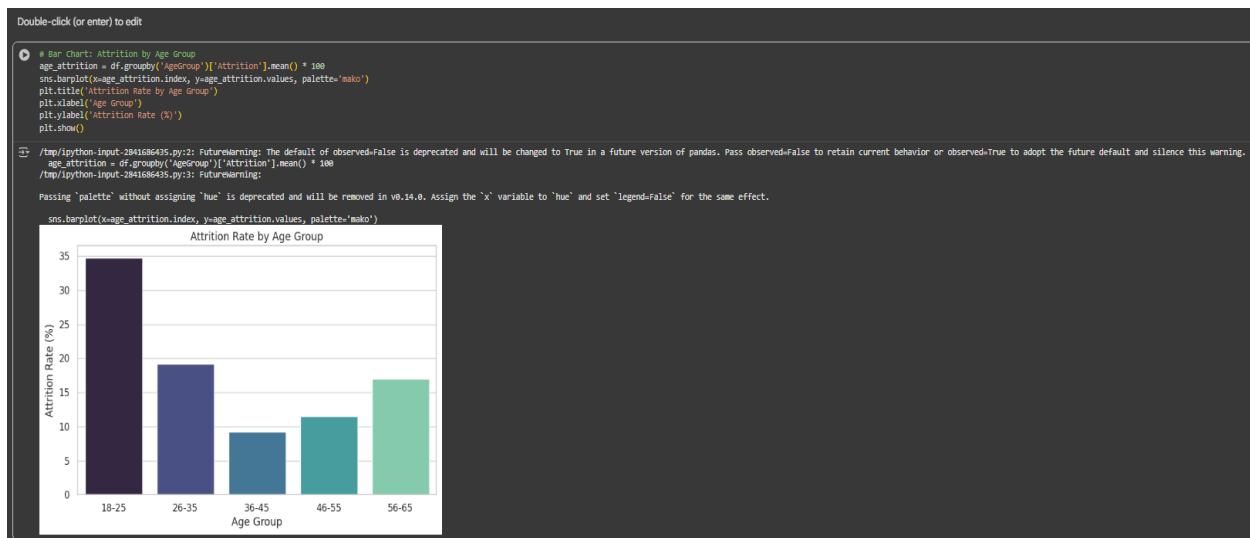 Double-click (or enter) to edit
# Bar Chart: Attrition by Age Group
age_attrition = df.groupby('AgeGroup')['Attrition'].mean() * 100
sns.barplot(x=age_attrition.index, y=age_attrition.values, palette='mako')
plt.title('Attrition Rate by Age Group')
plt.xlabel('Age Group')
plt.ylabel('Attrition Rate (%)')
plt.show()
/tmp/ipython-input-2841686435.py:2: FutureWarning: The default of observed=False is deprecated and will be changed to True in a future version of pandas. Pass observed=False to retain current behavior or observed=True to adopt the future default and silence this warning.
age_attrition = df.groupby('AgeGroup')['Attrition'].mean() * 100
/tmp/ipython-input-2841686435.py:3: FutureWarning:
Passing `palette` without assigning `hue` is deprecated and will be removed in v0.14.0. Assign the `x` variable to `hue` and set `legend=False` for the same effect.
sns.barplot(x=age_attrition.index, y=age_attrition.values, palette='mako')
Attrition Rate by Age Group
Attrition Rate (%)
35
30
25
20
15
10
5
0
18-25 26-35 36-45 46-55 56-65
Age Group